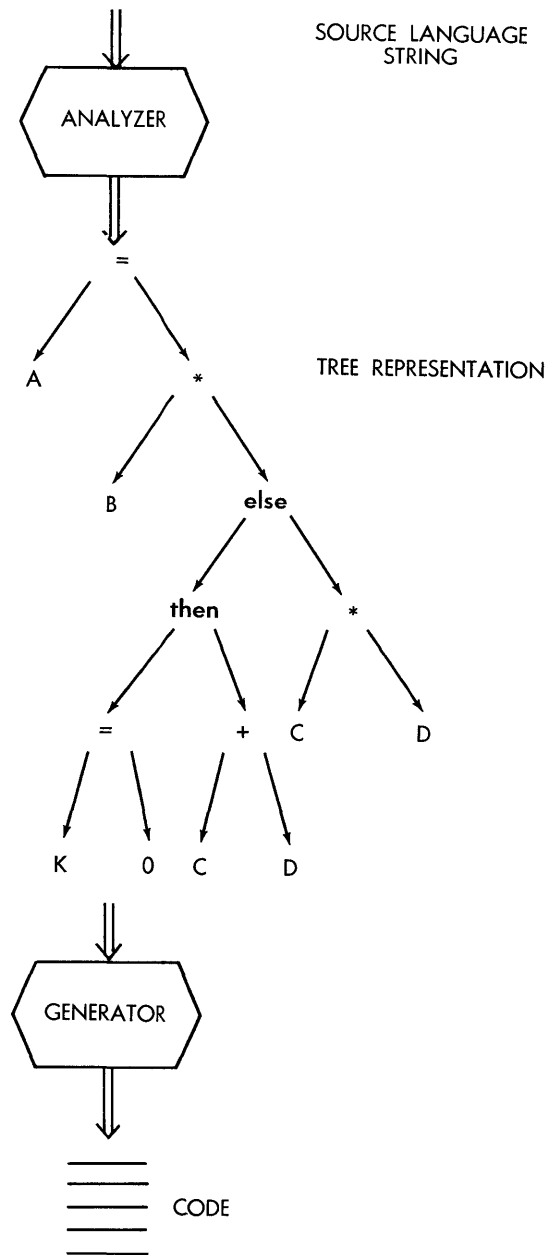 SOURCE LANGUAGE
STRING
ANALYZER
=
A
*
TREE REPRESENTATION
B
else
then
*
=
+
C
D
K
0
C
D
GENERATOR
CODE